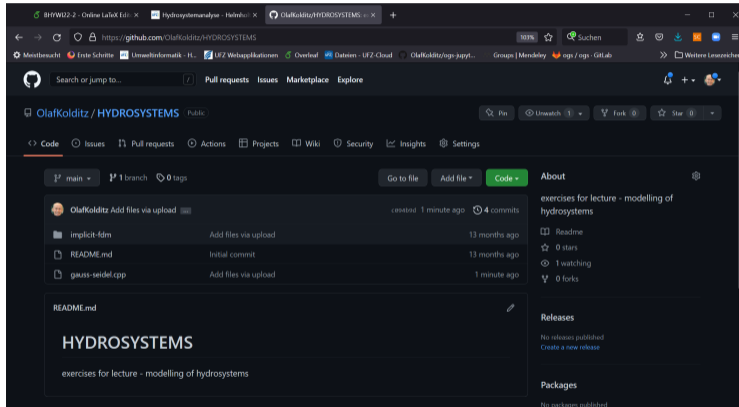 BHYWI22-2 - Online LaTeX Edit
Hydrosystemanalyse - Helmhol
OlafKolditz/HYDROSYSTEMS: e
https://github.com/OlafKolditz/HYDROSYSTEMS
103%
Suchen
Meistbesucht
Erste Schritte
Umweltinformatik - H...
UFZ Webapplikationen
Overleaf
Dateien - UFZ-Cloud
OlafKolditz/ogs-jupyt...
Groups | Mendeley
ogs / ogs · GitLab
Weitere Lesezeichen
Search or jump to...
/
Pull requests
Issues
Marketplace
Explore
OlafKolditz / HYDROSYSTEMS
Public
Pin
Unwatch 1
Fork 0
Star 0
Code
Issues
Pull requests
Actions
Projects
Wiki
Security
Insights
Settings
main
1 branch
0 tags
Go to file
Add file
Code
OlafKolditz Add files via upload ...
1 minute ago
4 commits
implicit-fdm
Add files via upload
13 months ago
README.md
Initial commit
13 months ago
gauss-seidel.cpp
Add files via upload
1 minute ago
README.md
HYDROSYSTEMS
exercises for lecture - modelling of hydrosystems
About
exercises for lecture - modelling of
hydrosystems
Readme
0 stars
1 watching
0 forks
Releases
No releases published
Create a new release
Packages
No packages published